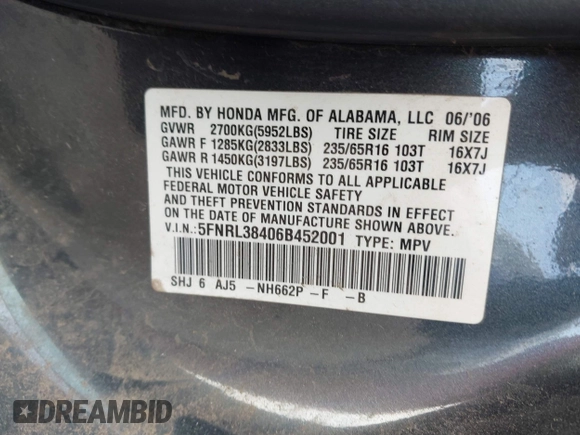 MFD. BY HONDA MFG. OF ALABAMA, LLC 06/'06
GVWR 2700KG(5952LBS) TIRE SIZE RIM SIZE
GAWR F 1285KG(2833LBS) 235/65R16 103T 16X7J
GAWR R 1450KG(3197LBS) 235/65R16 103T 16X7J
THIS VEHICLE CONFORMS TO ALL APPLICABLE
FEDERAL MOTOR VEHICLE SAFETY
AND THEFT PREVENTION STANDARDS IN EFFECT
ON THE DATE OF MANUFACTURE SHOWN ABOVE.
V.I.N.:5FNRL38406B452001 TYPE: MPV
SHJ 6 AJ5 -NH662P -F -B
DREAMBID